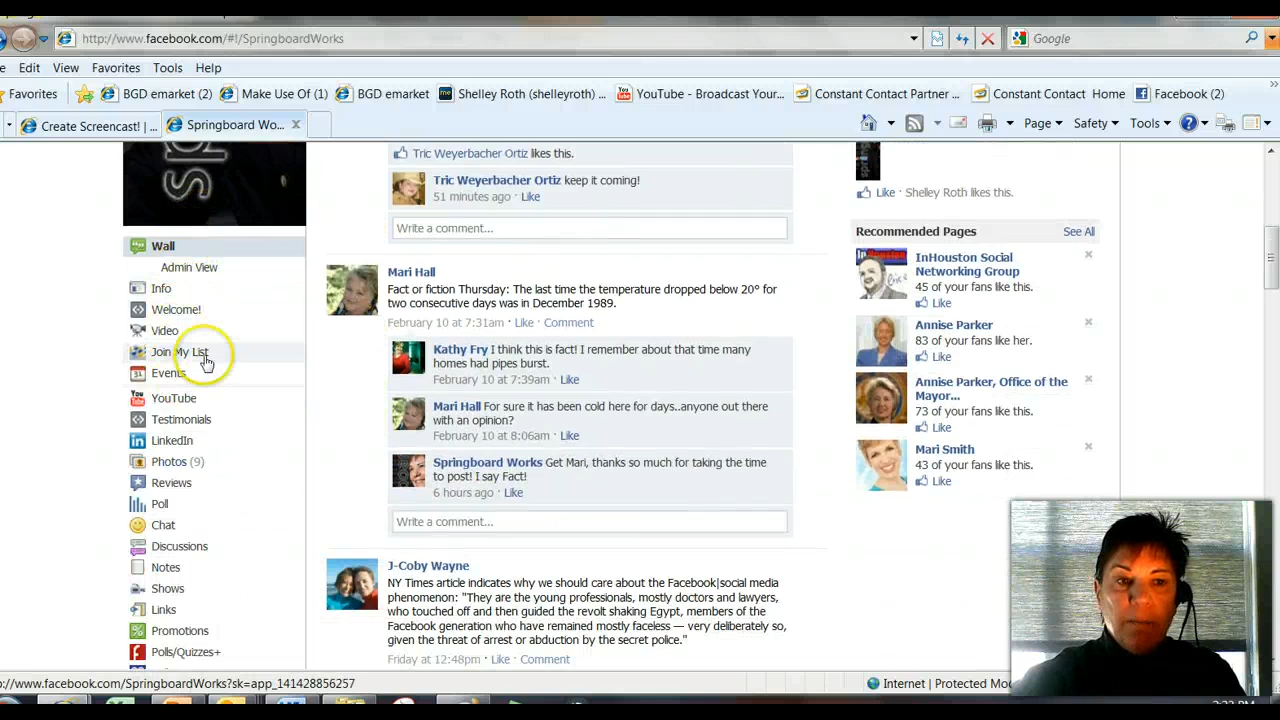 http://www.facebook.com/#!/SpringboardWorks
Google
Edit View Favorites Tools Help
Favorites BGD emarket (2) Make Use Of (1) BGD emarket Shelley Roth (shelleyroth)... YouTube - Broadcast Your... Constant Contact Partner ... Constant Contact Home Facebook (2)
Create Screencast! | ... Springboard Wo...
Page Safety Tools
Wall
Admin View
Info
Welcome!
Video
Join My List
Events
YouTube
Testimonials
LinkedIn
Photos (9)
Reviews
Poll
Chat
Discussions
Notes
Shows
Links
Promotions
Polls/Quizzes+
Tric Weyerbacher Ortiz likes this.
Tric Weyerbacher Ortiz keep it coming!
51 minutes ago · Like
Write a comment...
Mari Hall
Fact or fiction Thursday: The last time the temperature dropped below 20° for
two consecutive days was in December 1989.
February 10 at 7:31am · Like · Comment
Kathy Fry I think this is fact! I remember about that time many
homes had pipes burst.
February 10 at 7:39am · Like
Mari Hall For sure it has been cold here for days..anyone out there
with an opinion?
February 10 at 8:06am · Like
Springboard Works Get Mari, thanks so much for taking the time
to post! I say Fact!
6 hours ago · Like
Write a comment...
J-Coby Wayne
NY Times article indicates why we should care about the Facebook|social media
phenomenon: "They are the young professionals, mostly doctors and lawyers,
who touched off and then guided the revolt shaking Egypt, members of the
Facebook generation who have remained mostly faceless — very deliberately so,
given the threat of arrest or abduction by the secret police."
Friday at 12:48pm · Like · Comment
Like · Shelley Roth likes this.
Recommended Pages See All
InHouston Social
Networking Group
45 of your fans like this.
Like
Annise Parker
83 of your fans like her.
Like
Annise Parker, Office of the
Mayor...
73 of your fans like this.
Like
Mari Smith
43 of your fans like this.
Like
://www.facebook.com/SpringboardWorks?sk=app_141428856257
Internet | Protected Mo